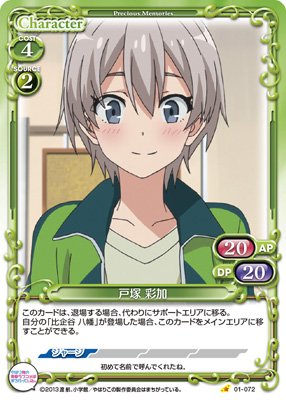 Precious Memories
Character
COST
4
SOURCE
2
20 AP
DP 20
戸塚 彩加
このカードは、退場する場合、代わりにサポートエリアに移る。
自分の「比企谷 八幡」が登場した場合、このカードをメインエリアに移
すことができる。
ジャージ
初めて名前で呼んでくれたね。
©2013 渡 航、小学館／やはりこの製作委員会はまちがっている。
01-072